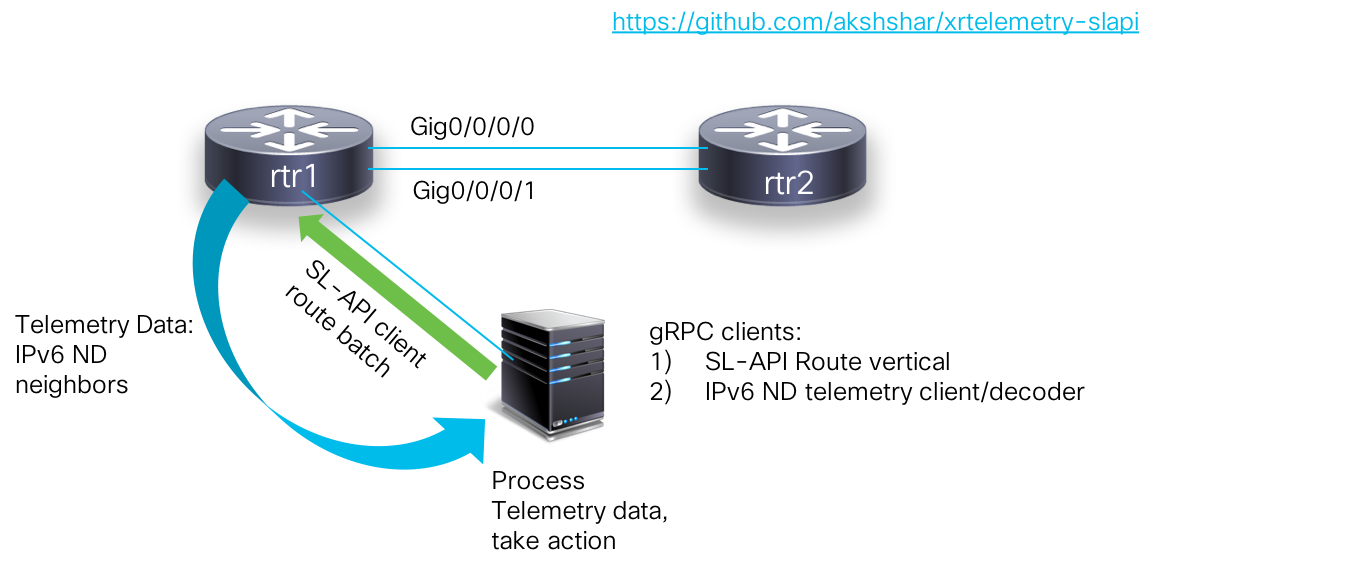 https://github.com/akshshar/xrtelemetry-slapi
Gig0/0/0/0
rtr1
rtr2
Gig0/0/0/1
SL-API client
route batch
Telemetry Data:
IPv6 ND
neighbors
gRPC clients:
1) SL-API Route vertical
2) IPv6 ND telemetry client/decoder
Process
Telemetry data,
take action